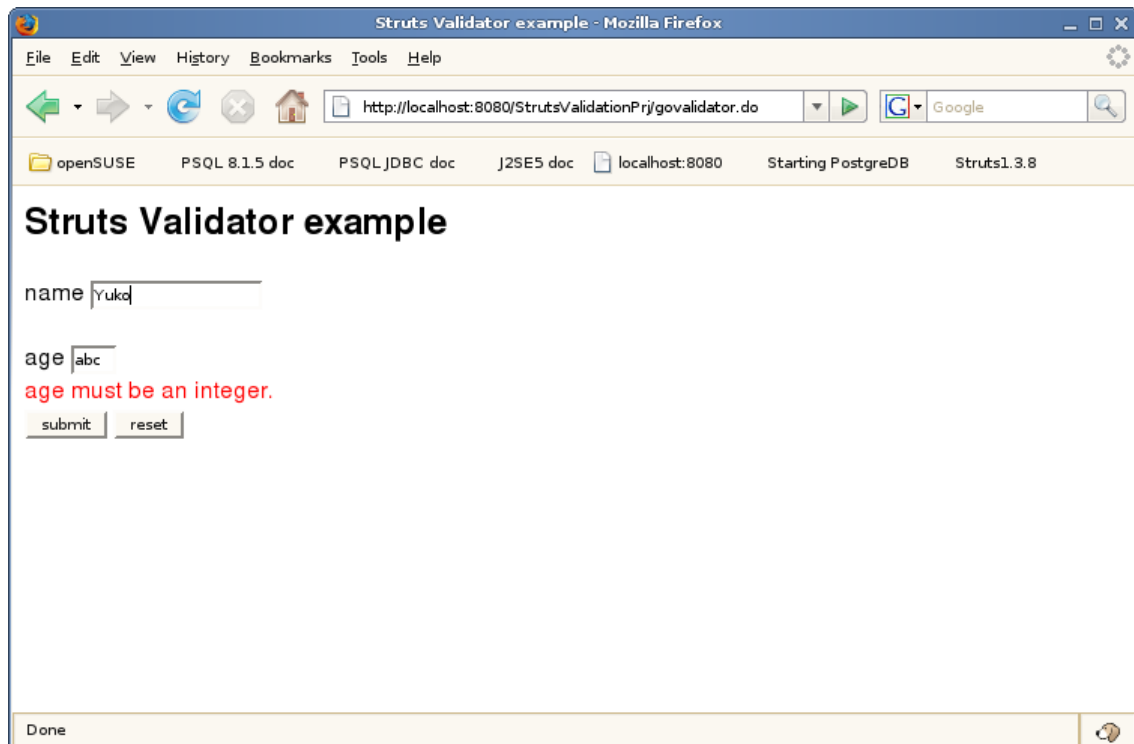 Struts Validator example - Mozilla Firefox
File Edit View History Bookmarks Tools Help
http://localhost:8080/StrutsValidationPrj/govalidator.do G Google
openSUSE PSQL 8.1.5 doc PSQL JDBC doc J2SE5 doc localhost:8080 Starting PostgreDB Struts1.3.8
Struts Validator example
name Yuko
age abc
age must be an integer.
submit reset
Done